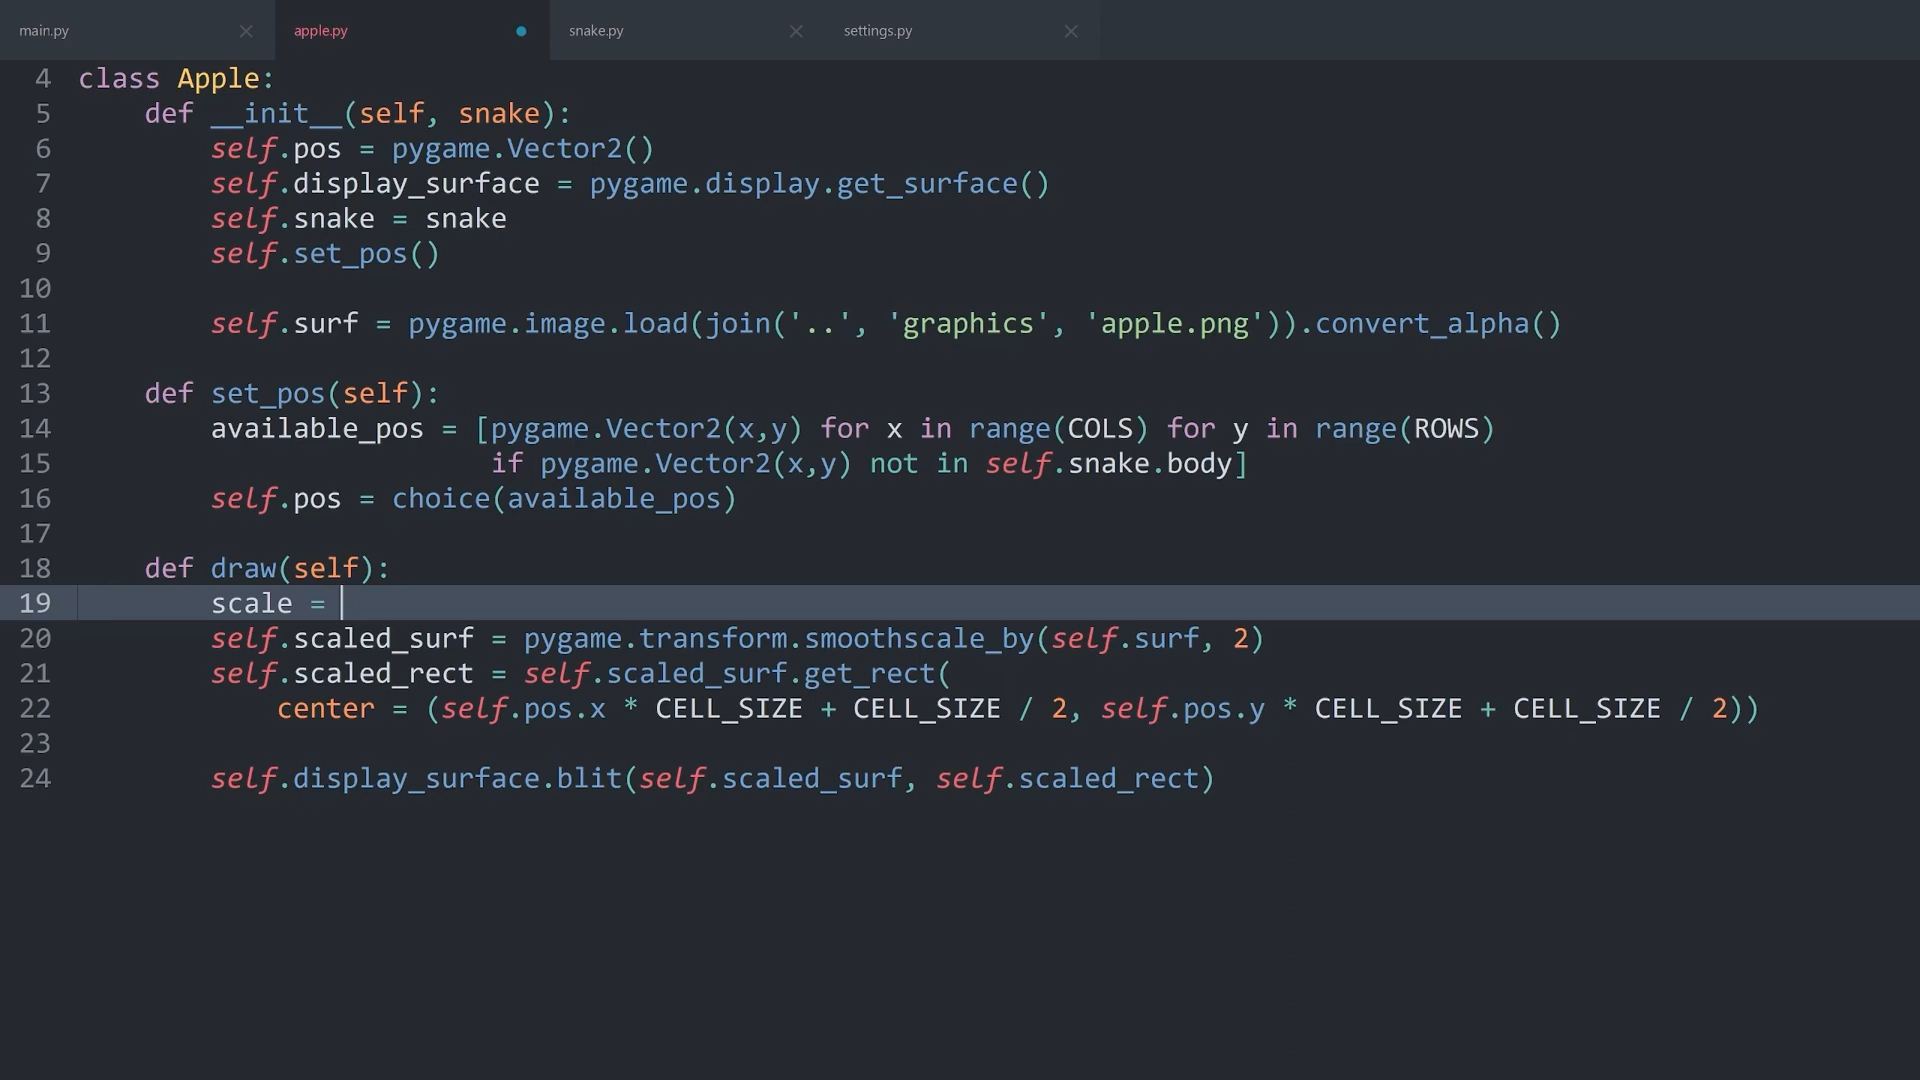 main.py
apple.py
snake.py
settings.py
4 class Apple:
5     def __init__(self, snake):
6         self.pos = pygame.Vector2()
7         self.display_surface = pygame.display.get_surface()
8         self.snake = snake
9         self.set_pos()
10
11         self.surf = pygame.image.load(join('..', 'graphics', 'apple.png')).convert_alpha()
12
13     def set_pos(self):
14         available_pos = [pygame.Vector2(x,y) for x in range(COLS) for y in range(ROWS)
15                          if pygame.Vector2(x,y) not in self.snake.body]
16         self.pos = choice(available_pos)
17
18     def draw(self):
19         scale =
20         self.scaled_surf = pygame.transform.smoothscale_by(self.surf, 2)
21         self.scaled_rect = self.scaled_surf.get_rect(
22             center = (self.pos.x * CELL_SIZE + CELL_SIZE / 2, self.pos.y * CELL_SIZE + CELL_SIZE / 2))
23
24         self.display_surface.blit(self.scaled_surf, self.scaled_rect)